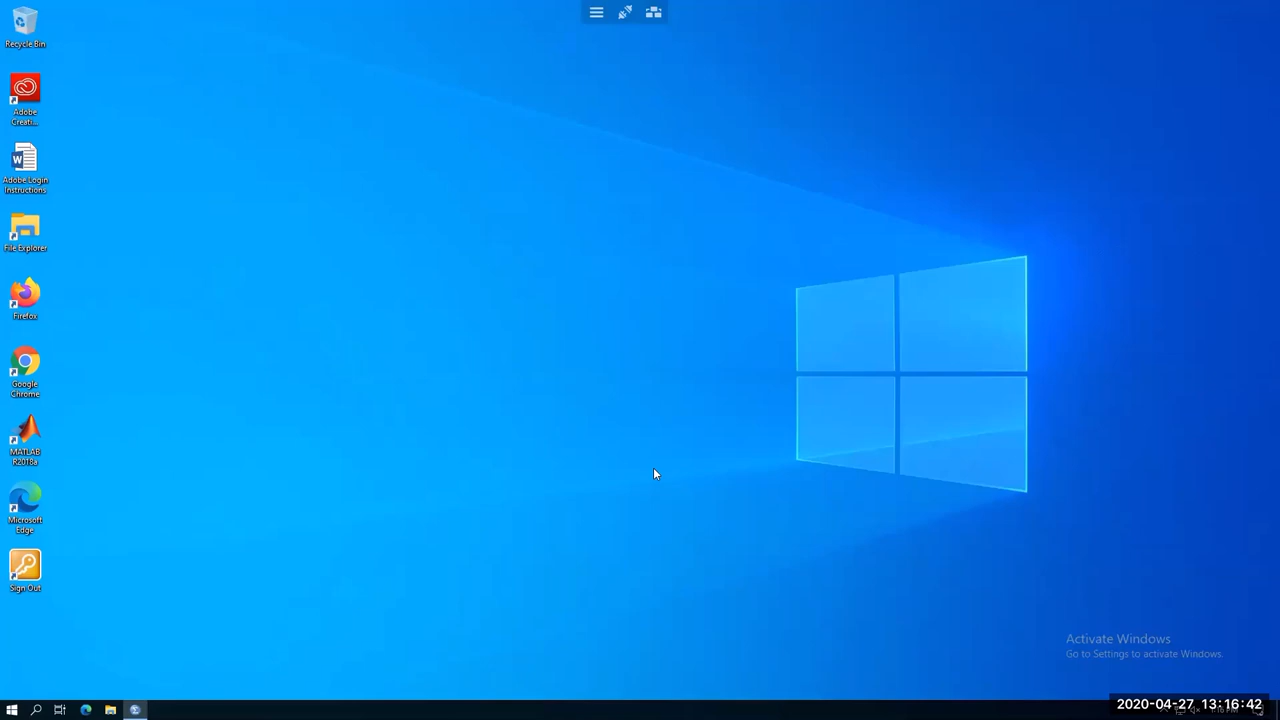 Recycle Bin
Adobe
Creati...
Adobe Login
Instructions
File Explorer
Firefox
Google
Chrome
MATLAB
R2018a
Microsoft
Edge
Sign Out
Activate Windows
Go to Settings to activate Windows.
2020-04-27 13:16:42